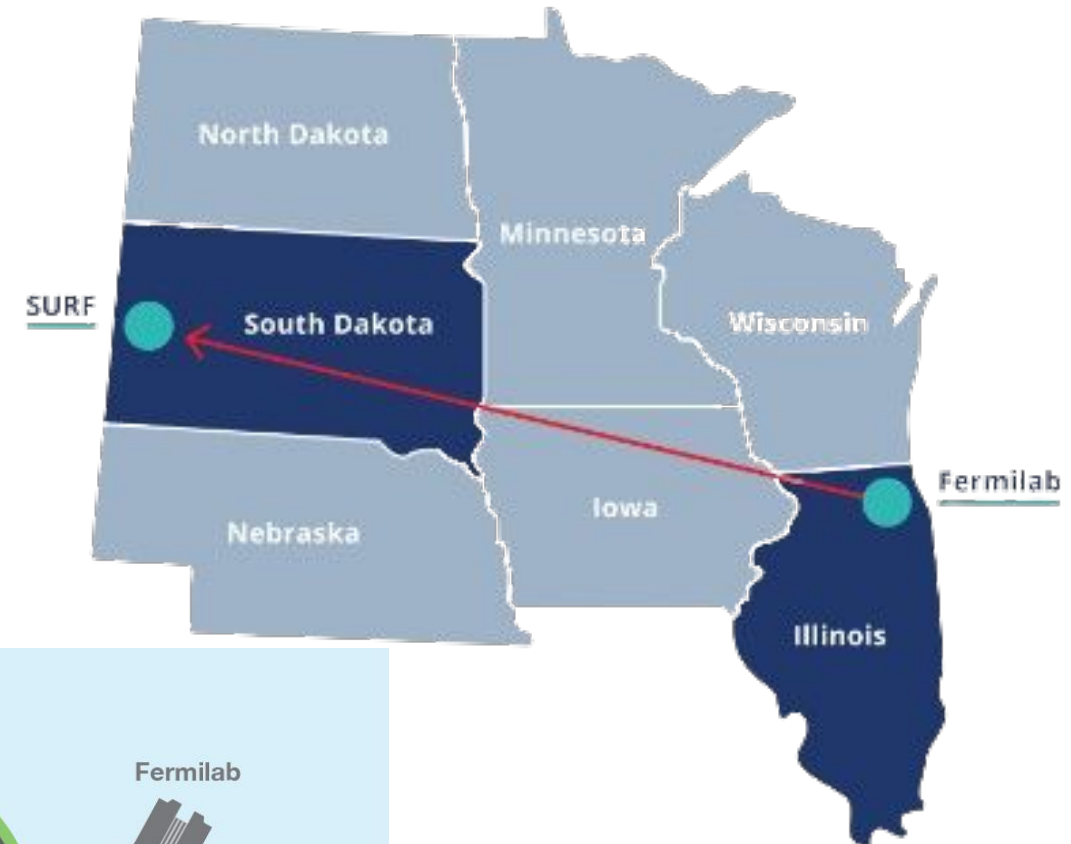 North Dakota
Minnesota
SURF
South Dakota
Wisconsin
Fermilab
Iowa
Nebraska
Illinois
Fermilab